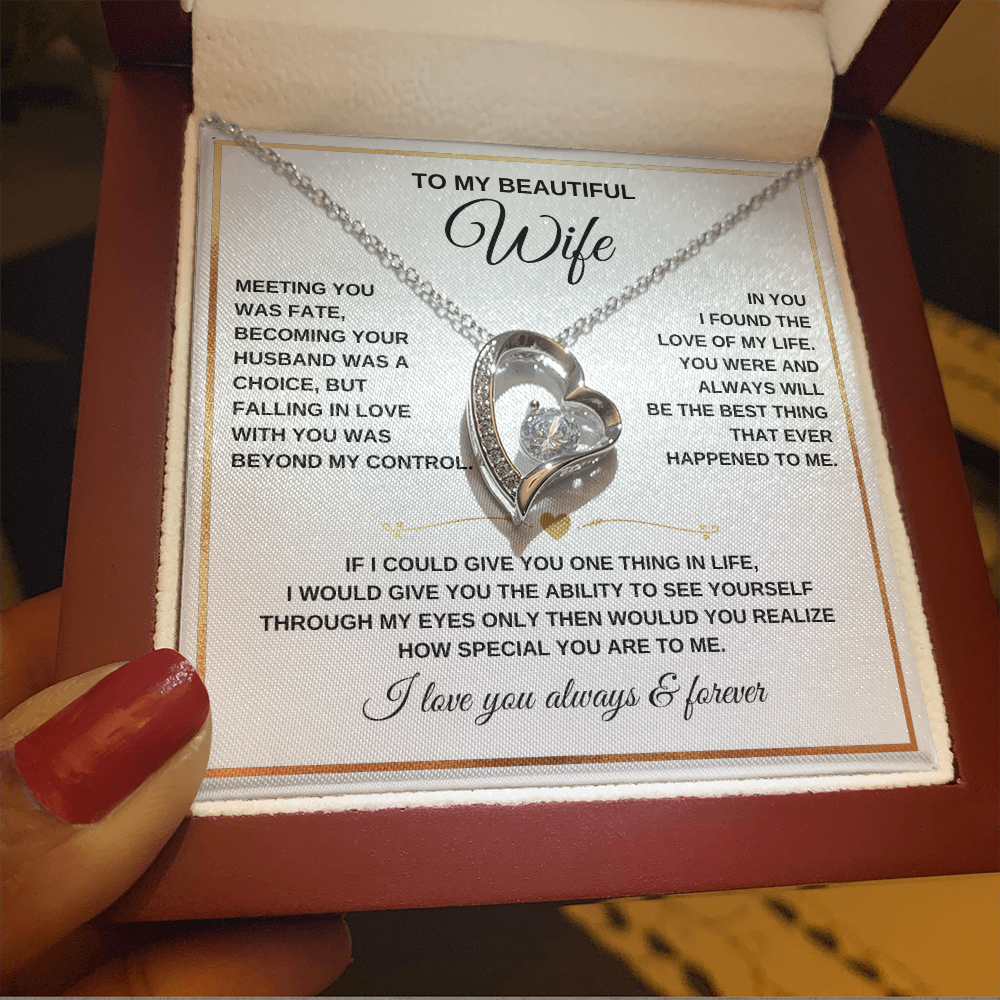 TO MY BEAUTIFUL
Wife
MEETING YOU
WAS FATE,
BECOMING YOUR
HUSBAND WAS A
CHOICE, BUT
FALLING IN LOVE
WITH YOU WAS
BEYOND MY CONTROL.
IN YOU
I FOUND THE
LOVE OF MY LIFE.
YOU WERE AND
ALWAYS WILL
BE THE BEST THING
THAT EVER
HAPPENED TO ME.
IF I COULD GIVE YOU ONE THING IN LIFE,
I WOULD GIVE YOU THE ABILITY TO SEE YOURSELF
THROUGH MY EYES ONLY THEN WOULUD YOU REALIZE
HOW SPECIAL YOU ARE TO ME.
I love you always & forever